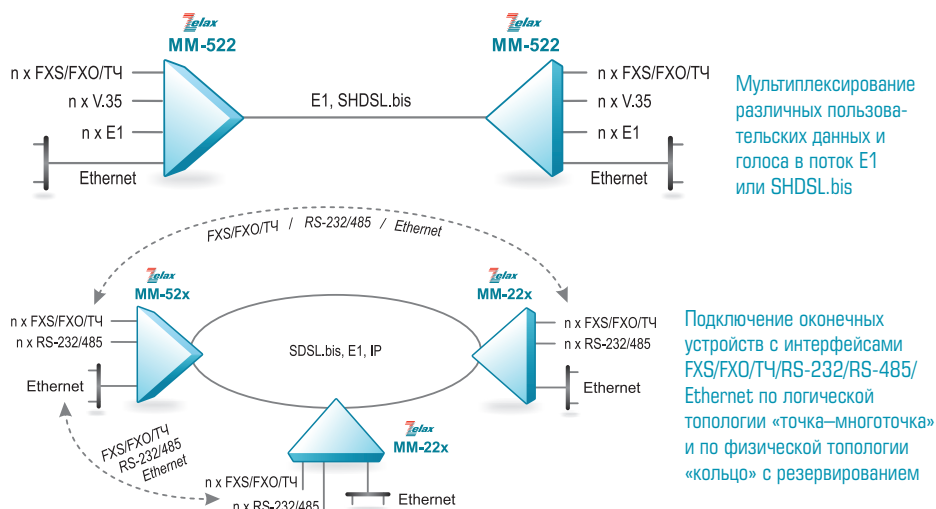 Zelax
MM-522
Zelax
MM-522
n x FXS/FXO/ТЧ
n x V.35
n x E1
Ethernet
E1, SHDSL.bis
n x FXS/FXO/ТЧ
n x V.35
n x E1
Ethernet
Мультиплексирование
различных пользова-
тельских данных и
голоса в поток E1
или SHDSL.bis
FXS/FXO/ТЧ / RS-232/485 / Ethernet
Zelax
MM-52x
Zelax
MM-22x
n x FXS/FXO/ТЧ
n x RS-232/485
Ethernet
SDSL.bis, E1, IP
n x FXS/FXO/ТЧ
n x RS-232/485
Ethernet
FXS/FXO/ТЧ
RS-232/485
Ethernet
Zelax
MM-22x
n x FXS/FXO/ТЧ
n x RS-232/485
Ethernet
Подключение оконечных
устройств с интерфейсами
FXS/FXO/ТЧ/RS-232/RS-485/
Ethernet по логической
топологии «точка–многоточка»
и по физической топологии
«кольцо» с резервированием